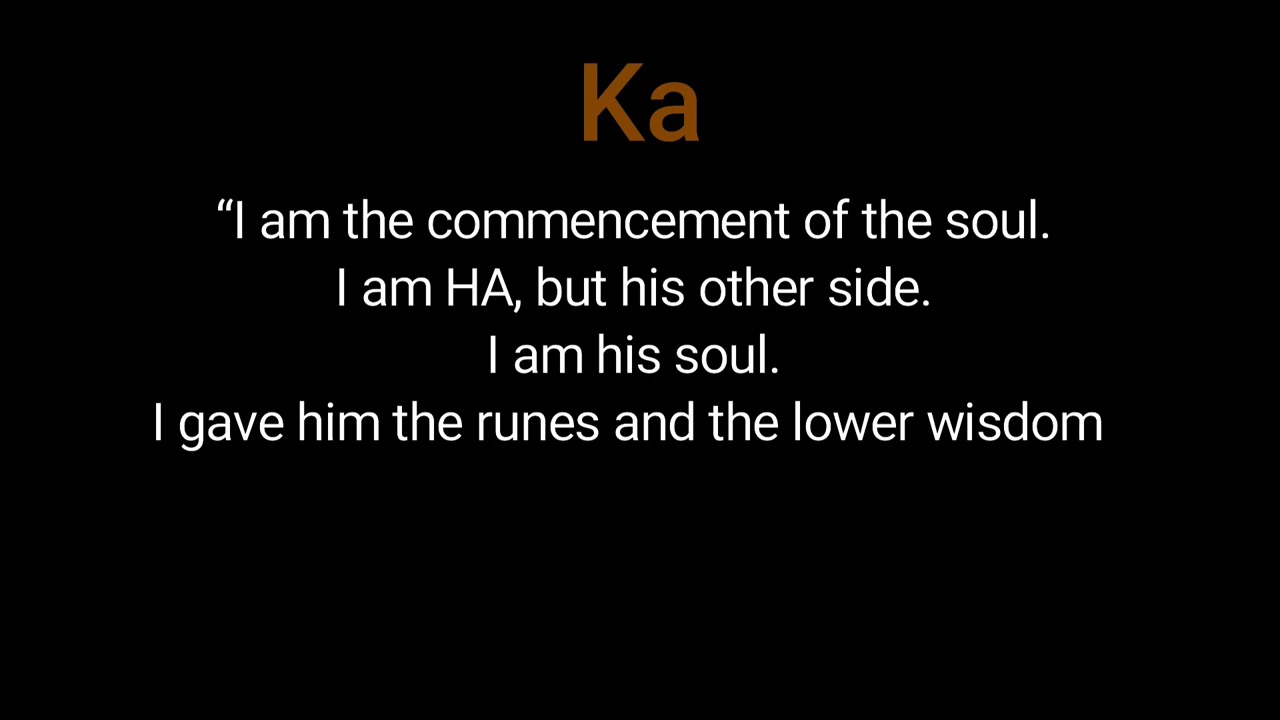 Ka
“I am the commencement of the soul.
I am HA, but his other side.
I am his soul.
I gave him the runes and the lower wisdom